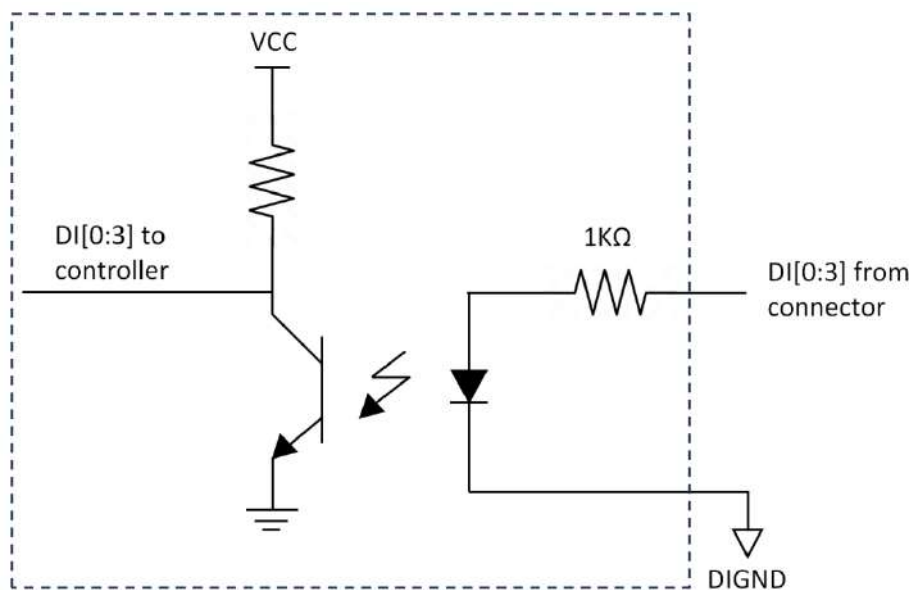 VCC
DI[0:3] to
controller
1KΩ
DI[0:3] from
connector
DIGND